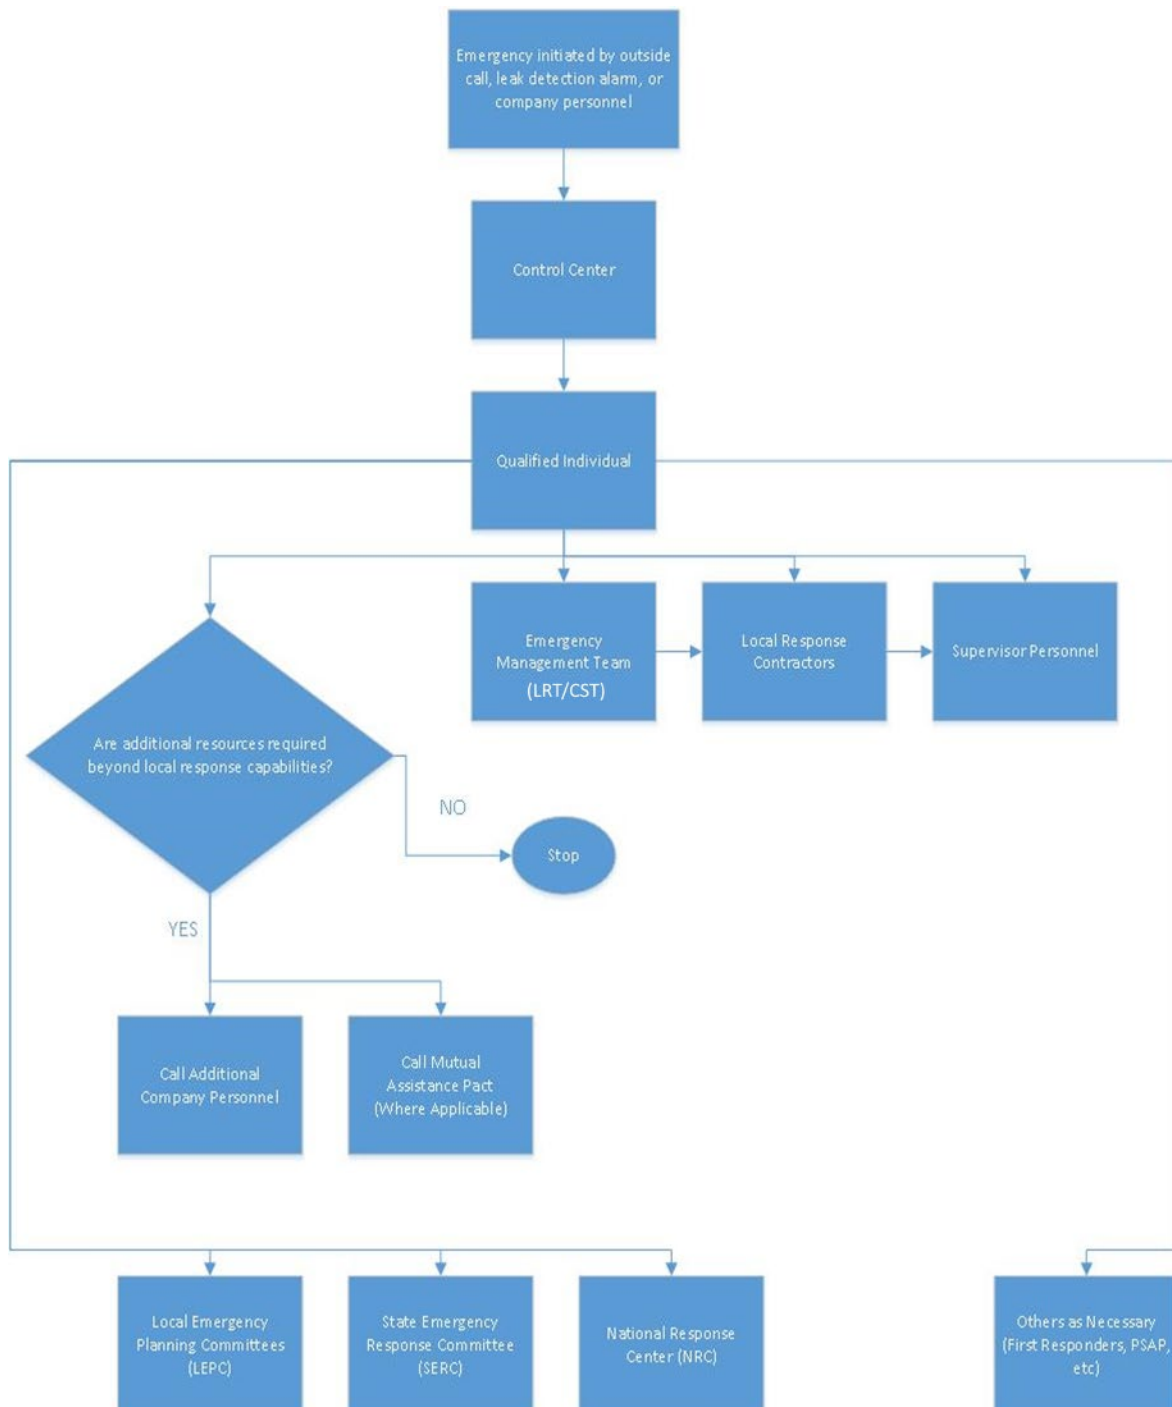 Emergency initiated by outside
call, leak detection alarm, or
company personnel
Control Center
Qualified Individual
Emergency
Management Team
(LRT/CST)
Local Response
Contractors
Supervisor Personnel
Are additional resources required
beyond local response capabilities?
NO
Stop
YES
Call Additional
Company Personnel
Call Mutual
Assistance Pact
(Where Applicable)
Local Emergency
Planning Committees
(LEPC)
State Emergency
Response Committee
(SERC)
National Response
Center (NRC)
Others as Necessary
(First Responders, PSAP,
etc)